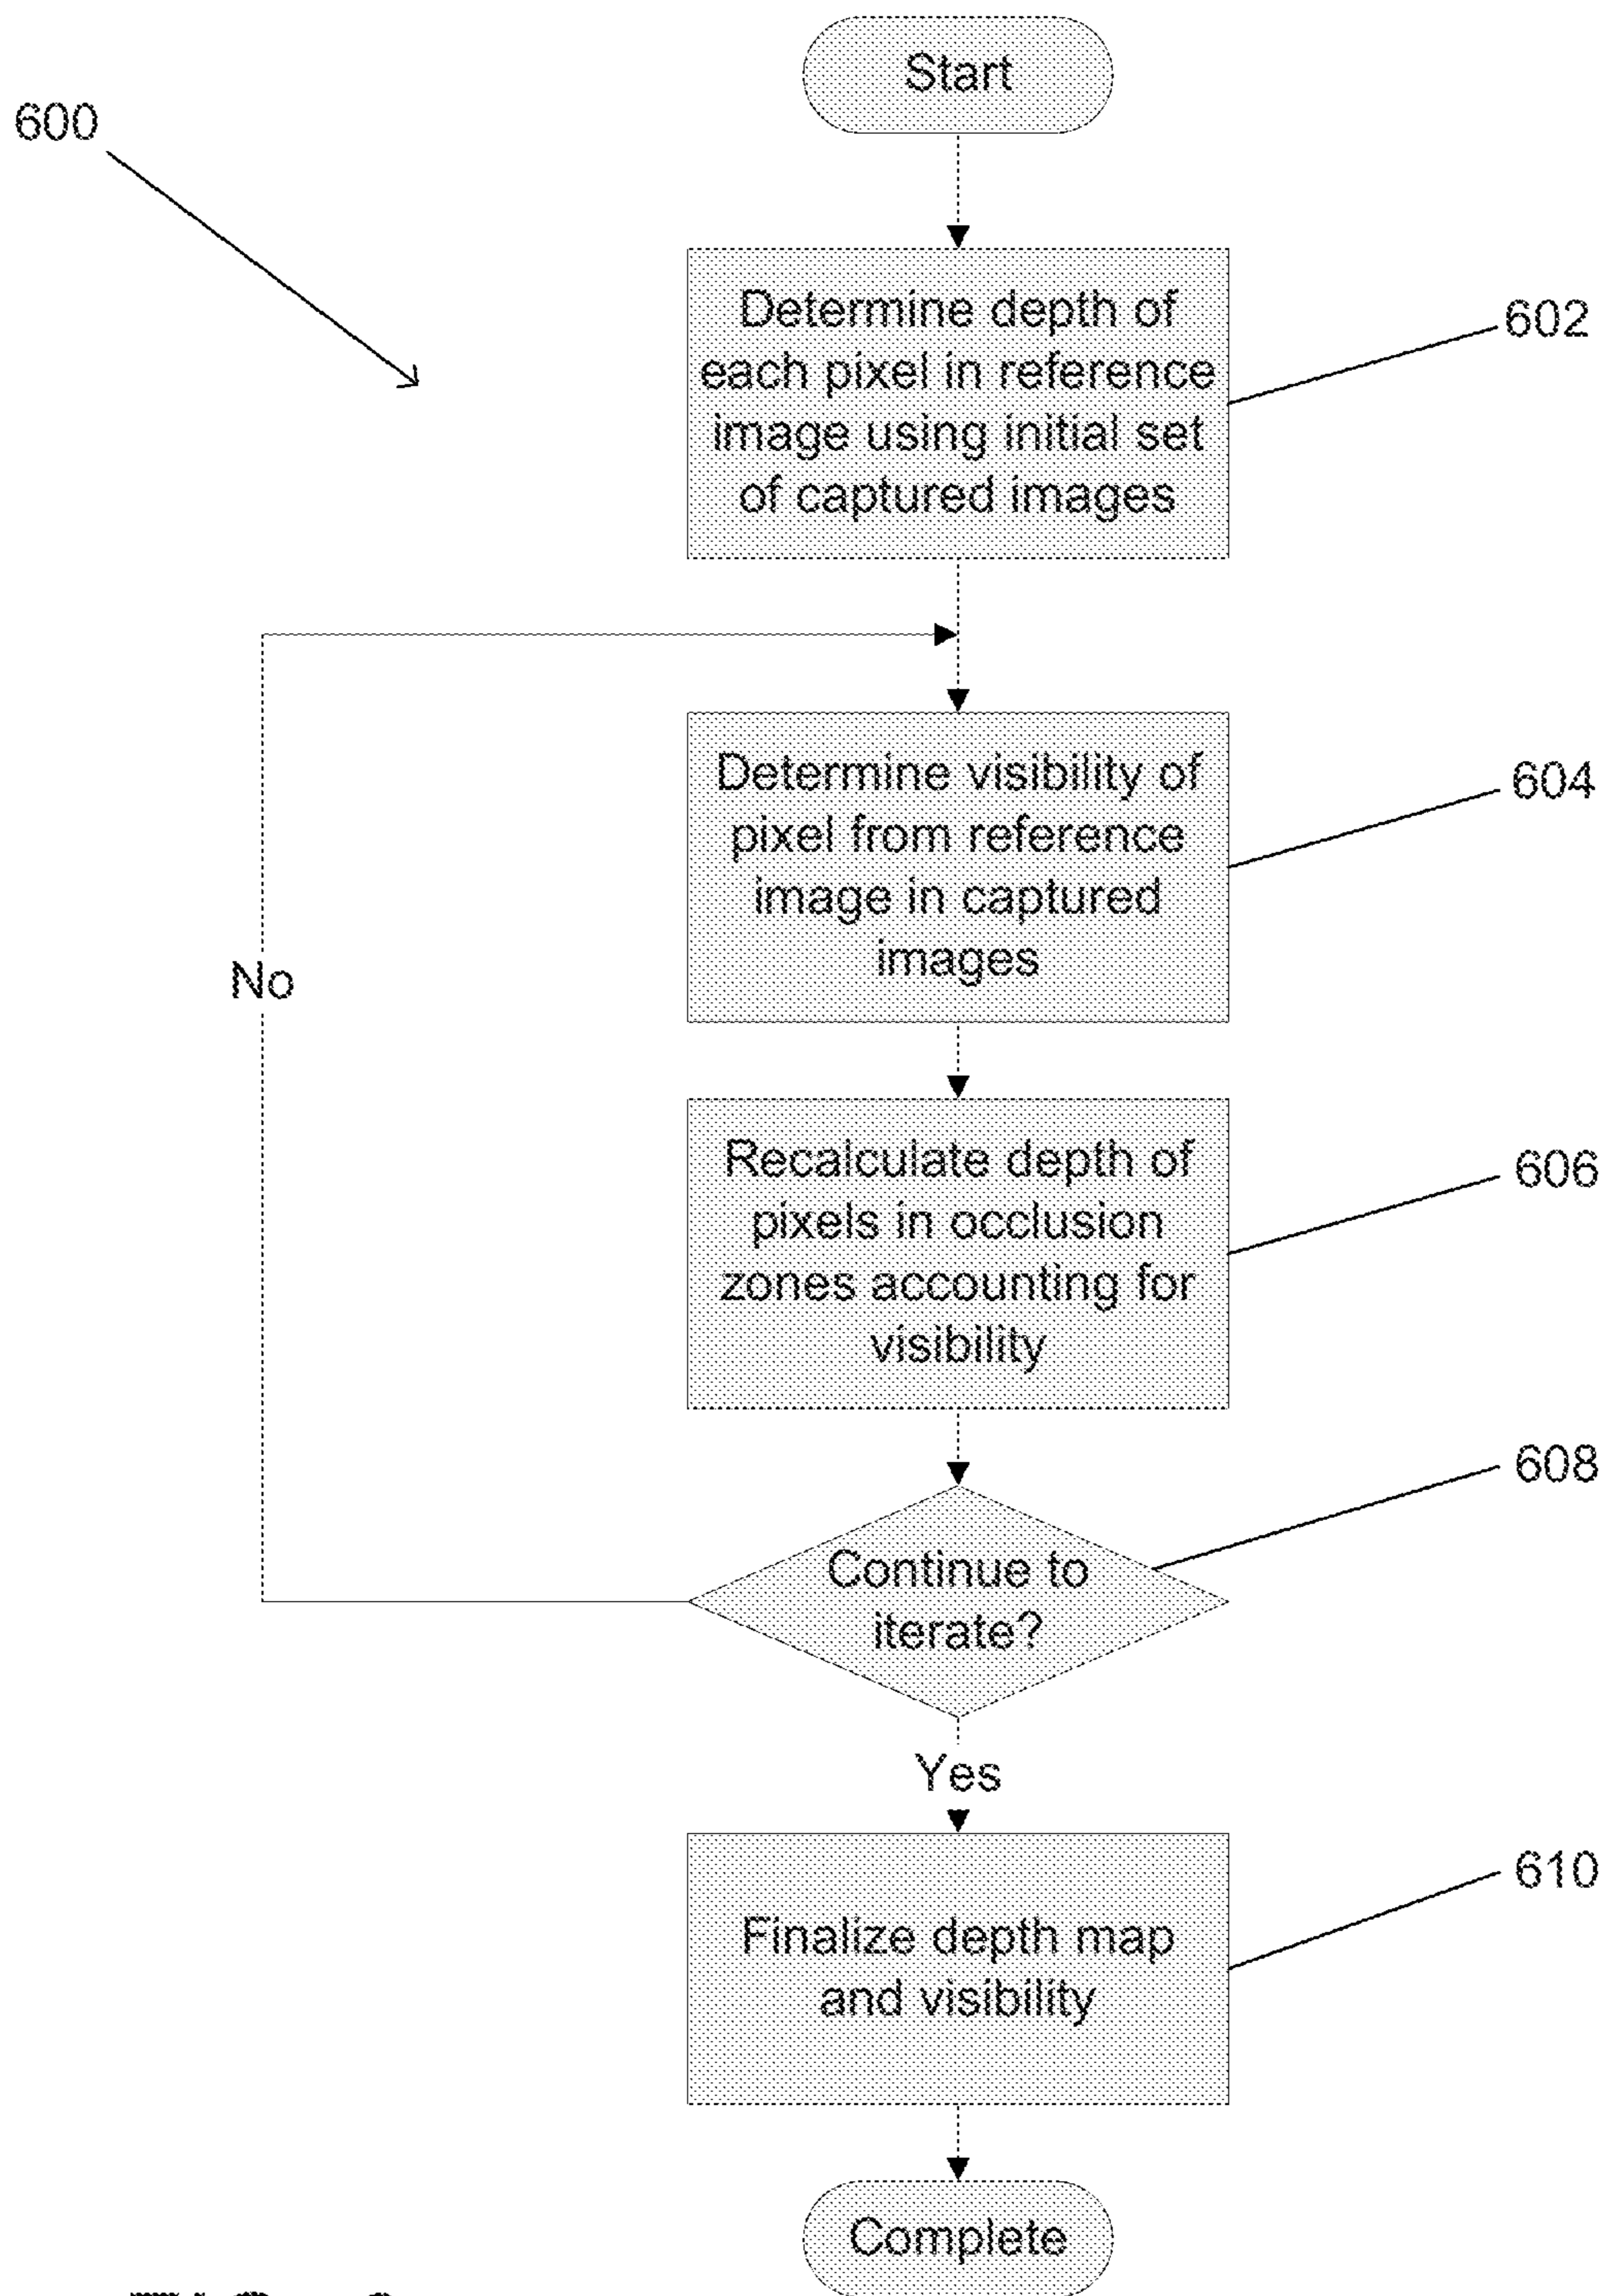 Start
600
Determine depth of
each pixel in reference
image using initial set
of captured images
602
Determine visibility of
pixel from reference
image in captured
images
604
No
Recalculate depth of
pixels in occlusion
zones accounting for
visibility
606
608
Continue to
iterate?
Yes
Finalize depth map
and visibility
610
Complete